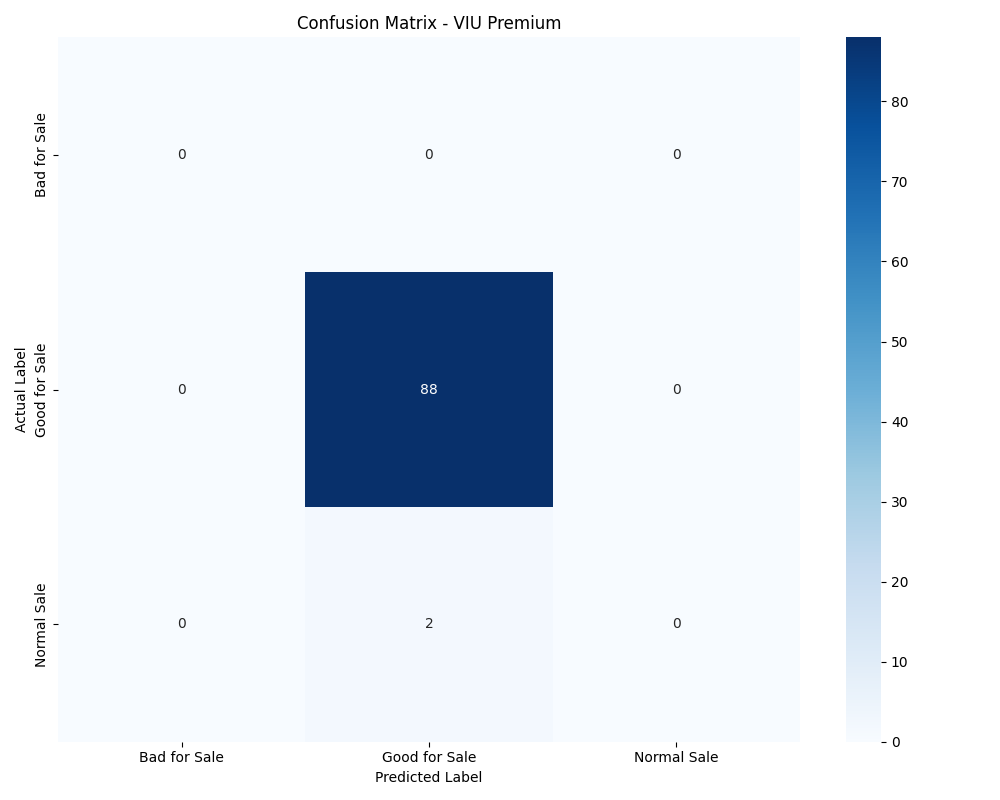 Confusion Matrix - VIU Premium
Actual Label
Bad for Sale
Good for Sale
Normal Sale
0 0 0
0 88 0
0 2 0
Bad for Sale Good for Sale Normal Sale
Predicted Label
80
70
60
50
40
30
20
10
0